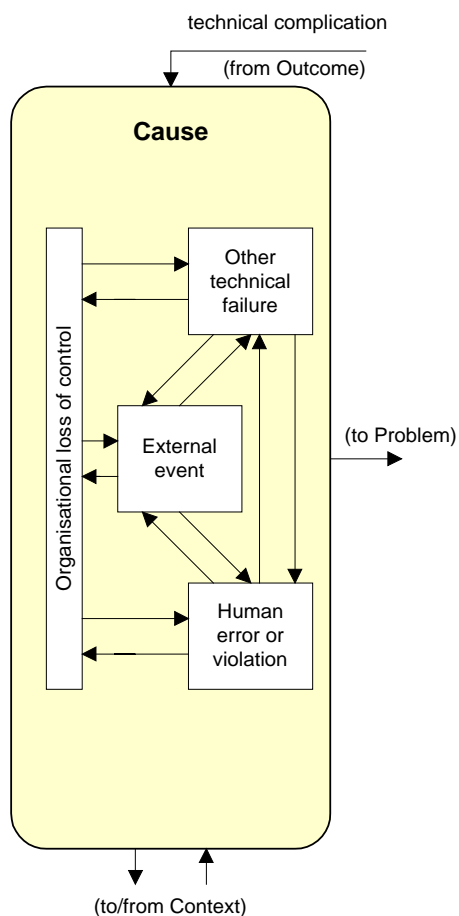 technical complication
(from Outcome)
Cause
Other
technical
failure
Organisational loss of control
External
event
(to Problem)
Human
error or
violation
(to/from Context)